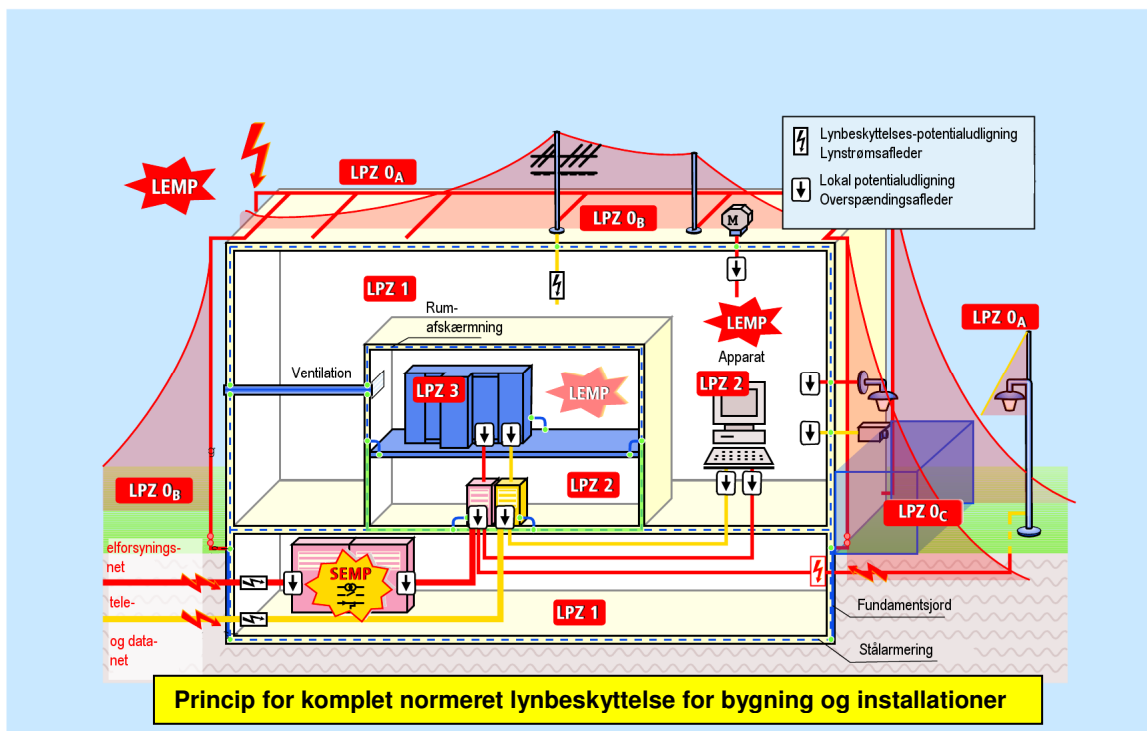 Lynbeskyttelses-potentialudligning
Lynstrømsafleder
Lokal potentialudligning
Overspændingsafleder
LEMP
LPZ 0A
LPZ 0B
M
LPZ 1
LEMP
LPZ 0A
Rum-
afskærmning
Apparat
Ventilation
LPZ 3
LEMP
LPZ 2
LPZ 2
LPZ 0B
LPZ 0C
elforsynings-
net
SEMP
tele-
og data-
net
LPZ 1
Fundamentsjord
Stålarmering
Princip for komplet normeret lynbeskyttelse for bygning og installationer